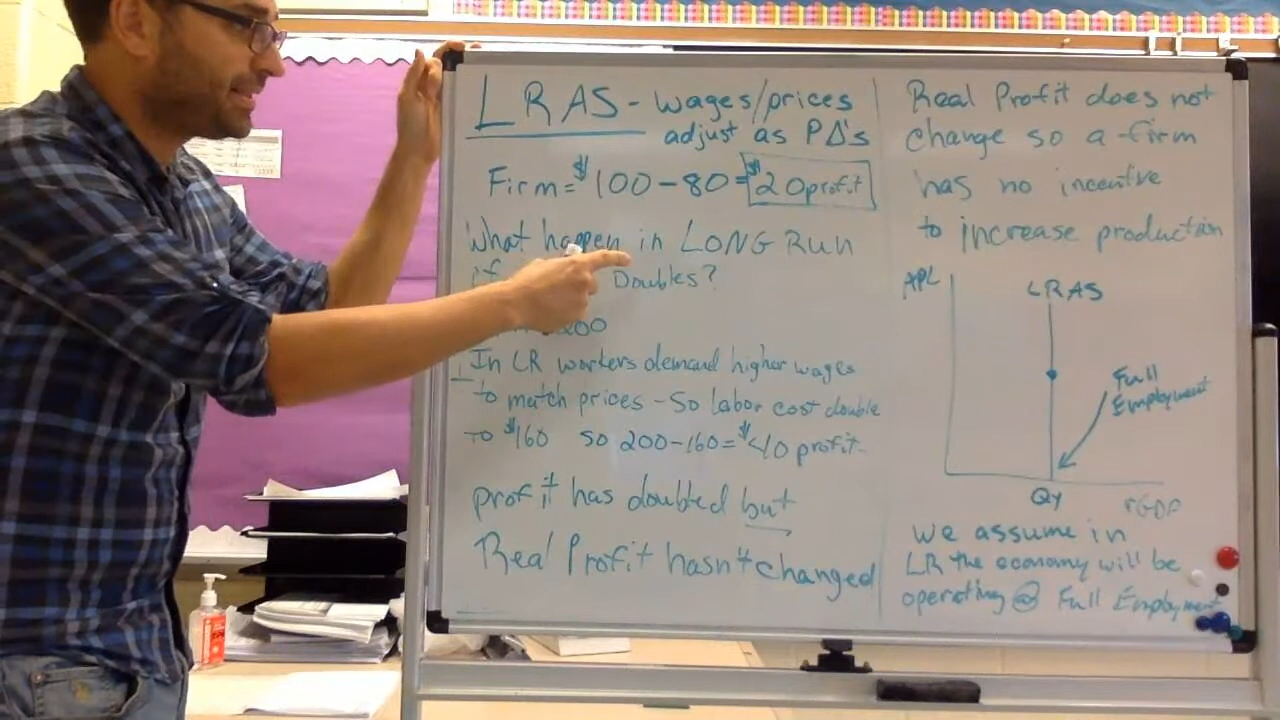 LRAS - wages/prices
adjust as PΔ's
Firm = $100 - 80 = $20 profit
What happen in LONG RUN
if Doubles?
200
In LR workers demand higher wages
to match prices - So labor cost double
To $160 so 200-160= $40 profit
profit has doubled but
Real Profit hasn't changed
Real Profit does not
change so a firm
has no incentive
to increase production
APL
LRAS
Full
Employment
QY
rGDP
We assume in
LR the economy will be
operating @ Full Employment